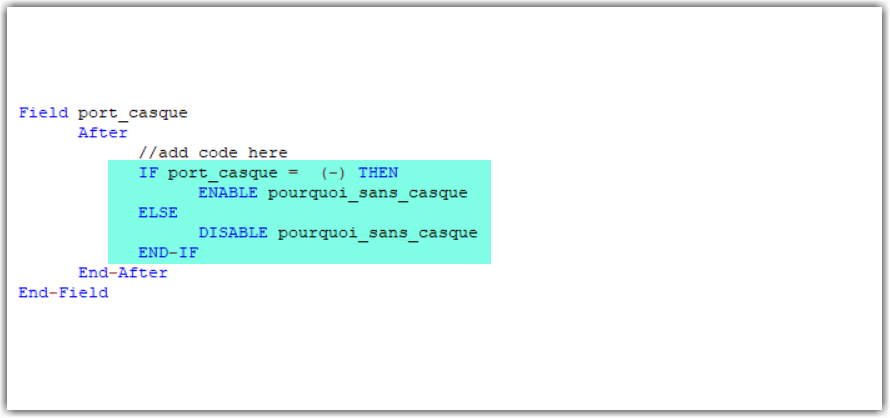 Field port_casque
After
//add code here
IF port_casque =  (-) THEN
ENABLE pourquoi_sans_casque
ELSE
DISABLE pourquoi_sans_casque
END-IF
End-After
End-Field